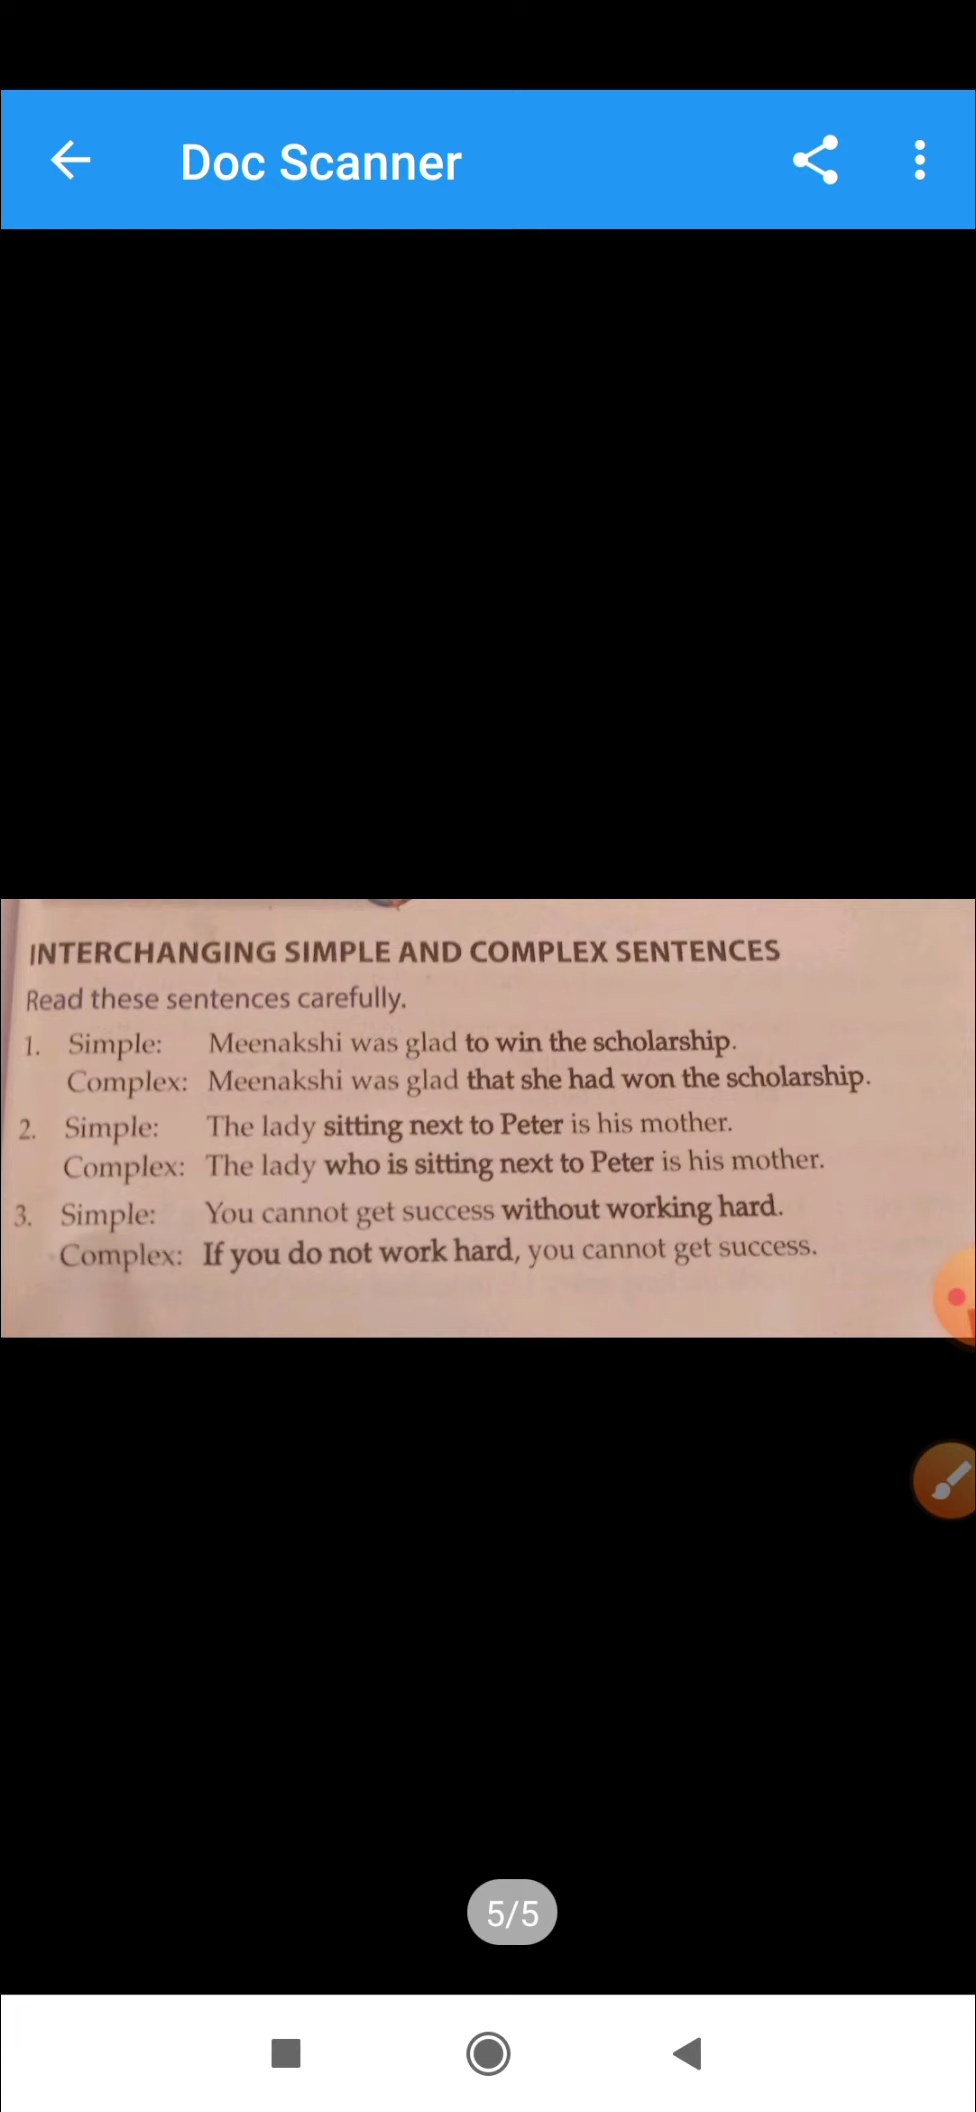 Doc Scanner
INTERCHANGING SIMPLE AND COMPLEX SENTENCES
Read these sentences carefully.
1. Simple: Meenakshi was glad to win the scholarship.
Complex: Meenakshi was glad that she had won the scholarship.
2. Simple: The lady sitting next to Peter is his mother.
Complex: The lady who is sitting next to Peter is his mother.
3. Simple: You cannot get success without working hard.
Complex: If you do not work hard, you cannot get success.
5/5